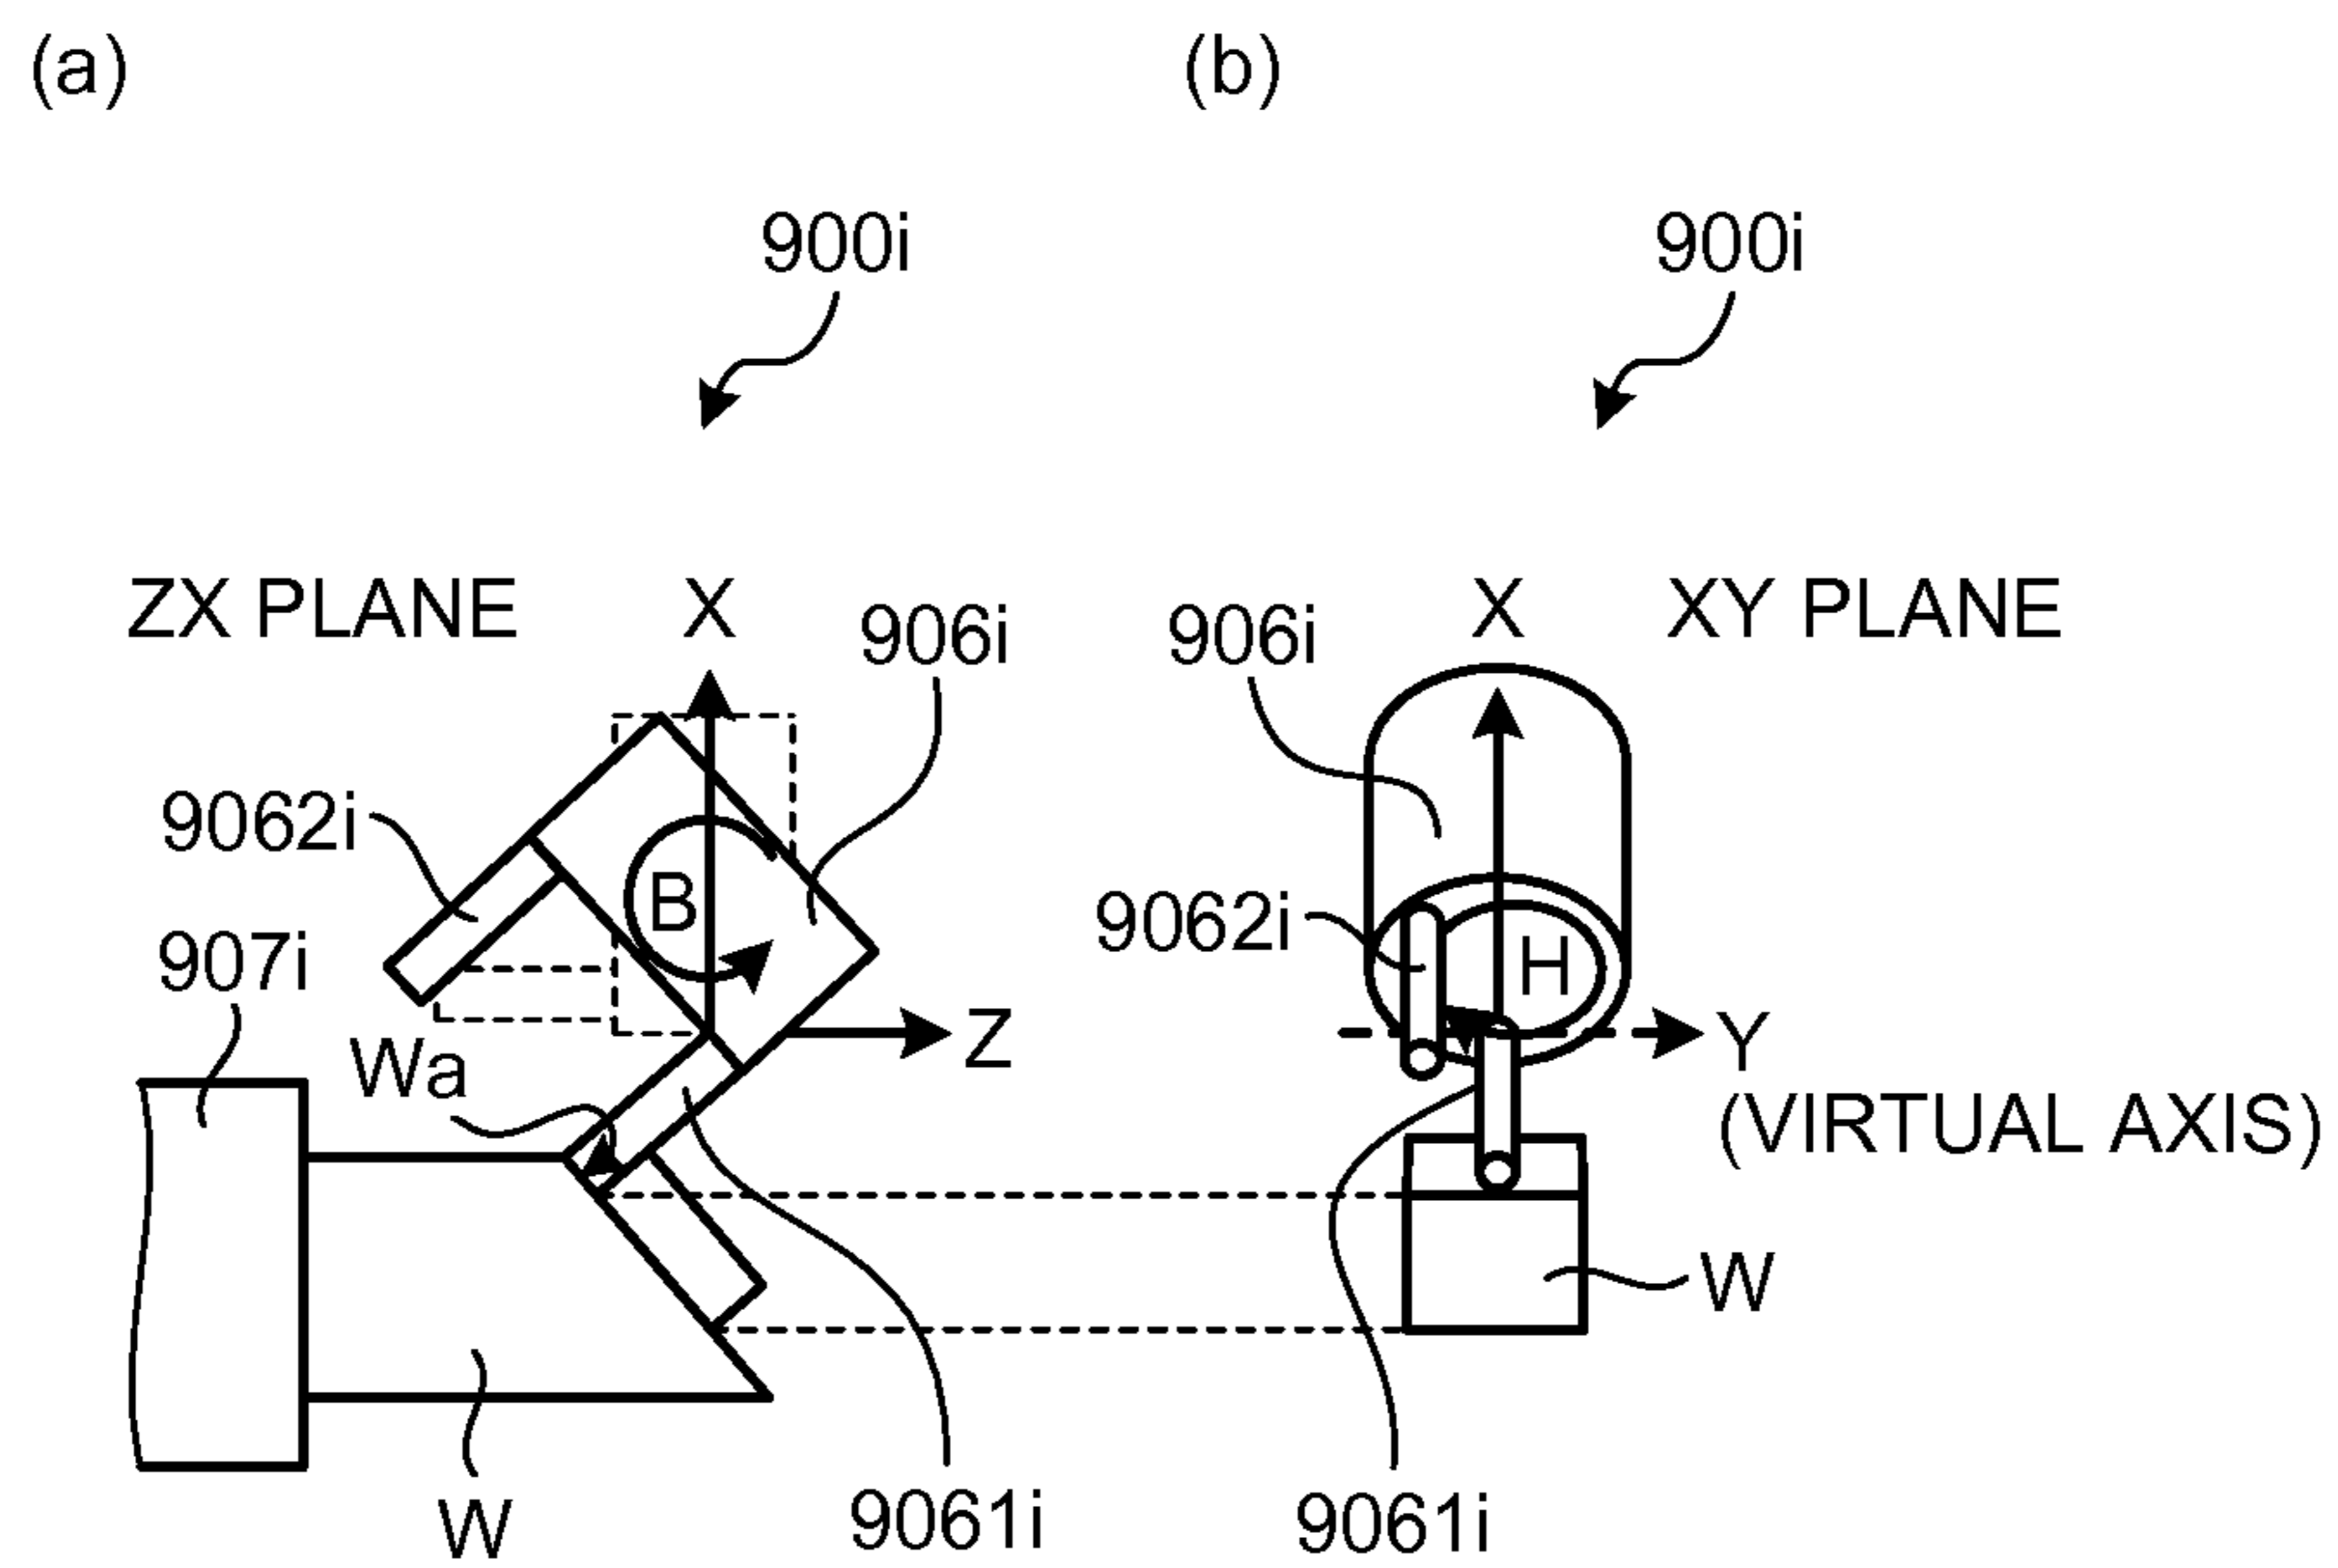 (a)
(b)
900i
900i
ZX PLANE
X
906i
906i
X
XY PLANE
9062i
B
907i
9062i
H
Wa
Z
Y
(VIRTUAL AXIS)
W
W
9061i
9061i